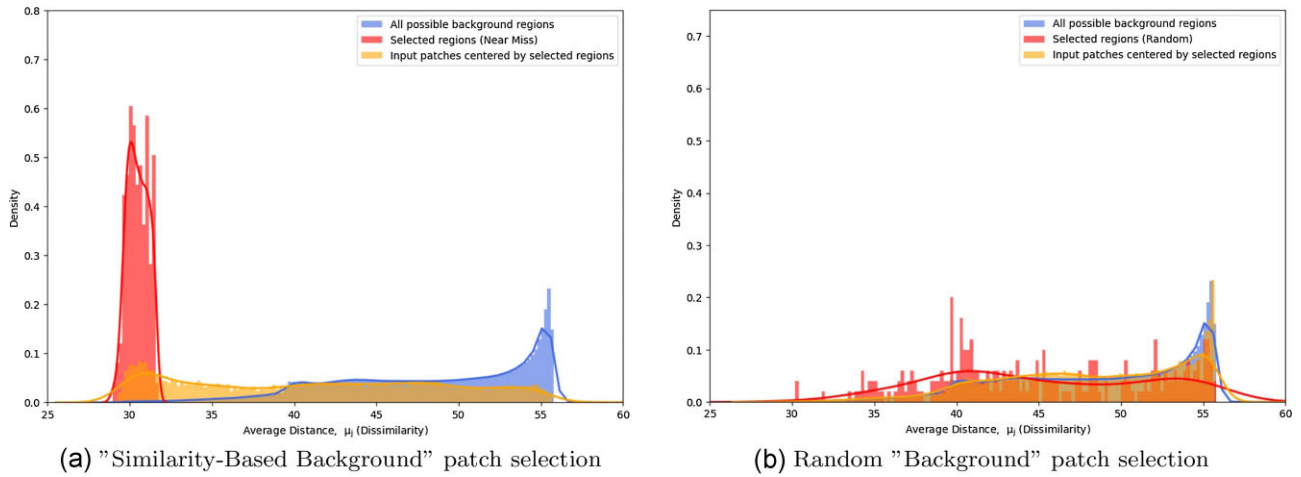 0.8
0.7
0.6
0.5
0.4
0.3
0.2
0.1
0.0
Density
All possible background regions
Selected regions (Near Miss)
Input patches centered by selected regions
25 30 35 40 45 50 55 60
Average Distance, μj (Dissimilarity)
(a) "Similarity-Based Background" patch selection
0.7
0.6
0.5
0.4
0.3
0.2
0.1
0.0
Density
All possible background regions
Selected regions (Random)
Input patches centered by selected regions
25 30 35 40 45 50 55 60
Average Distance, μj (Dissimilarity)
(b) Random "Background" patch selection